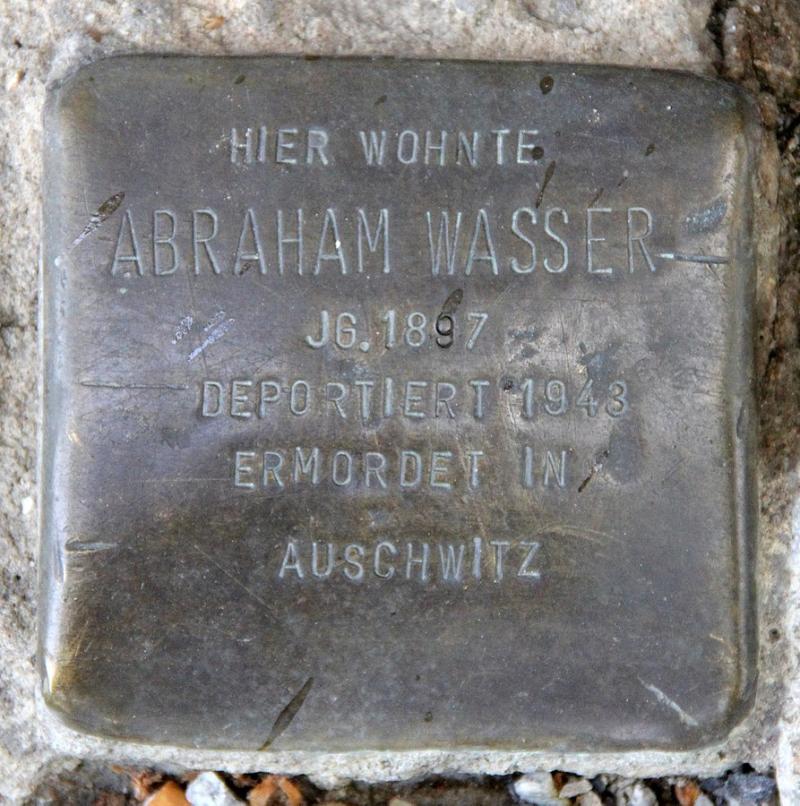 HIER WOHNTE
ABRAHAM WASSER
JG. 1897
DEPORTIERT 1943
ERMORDET IN
AUSCHWITZ